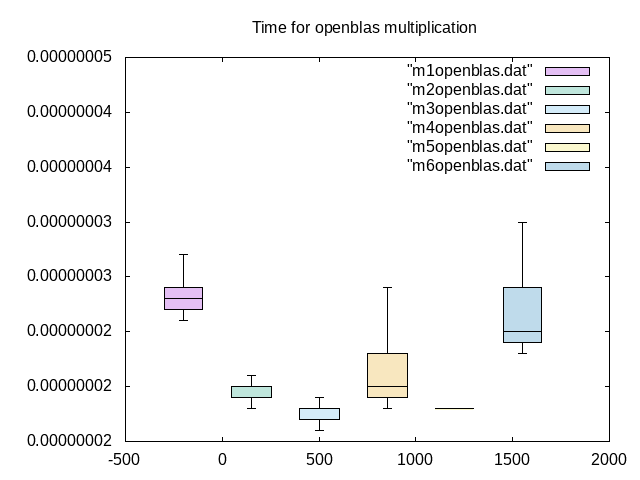 Time for openblas multiplication
0.00000005
0.00000004
0.00000004
0.00000003
0.00000003
0.00000002
0.00000002
0.00000002
"m1openblas.dat"
"m2openblas.dat"
"m3openblas.dat"
"m4openblas.dat"
"m5openblas.dat"
"m6openblas.dat"
-500 0 500 1000 1500 2000